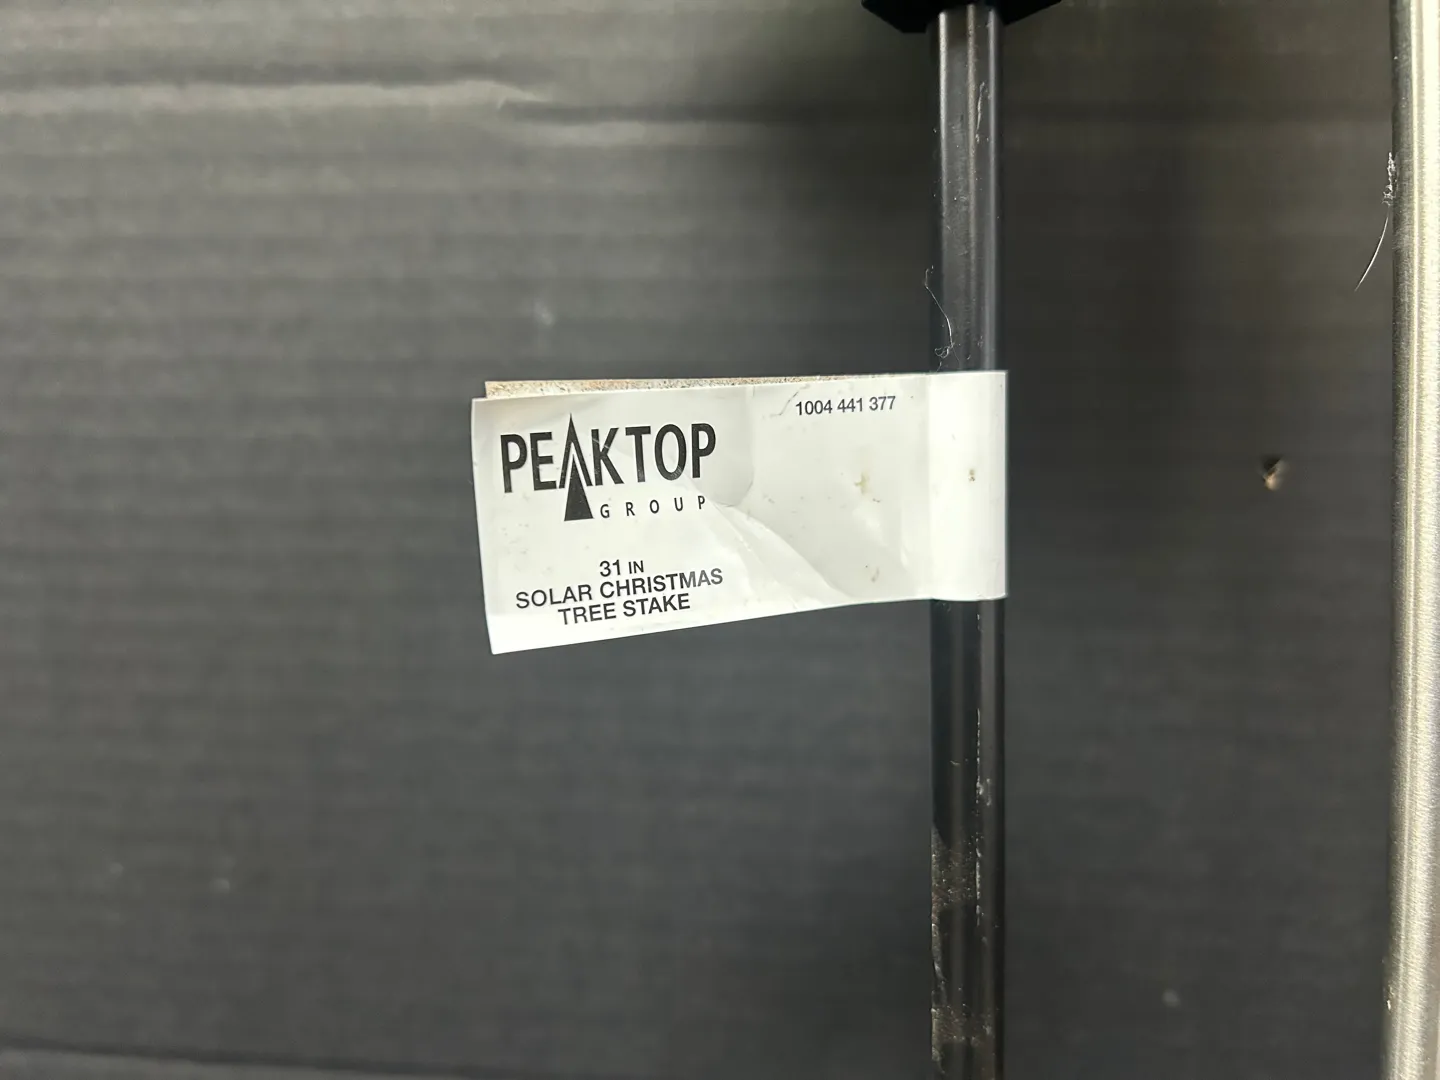 1004 441 377
PEAKTOP
GROUP
31 IN
SOLAR CHRISTMAS
TREE STAKE